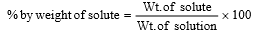 % by weight of solute = Wt. of solute / Wt. of solution × 100